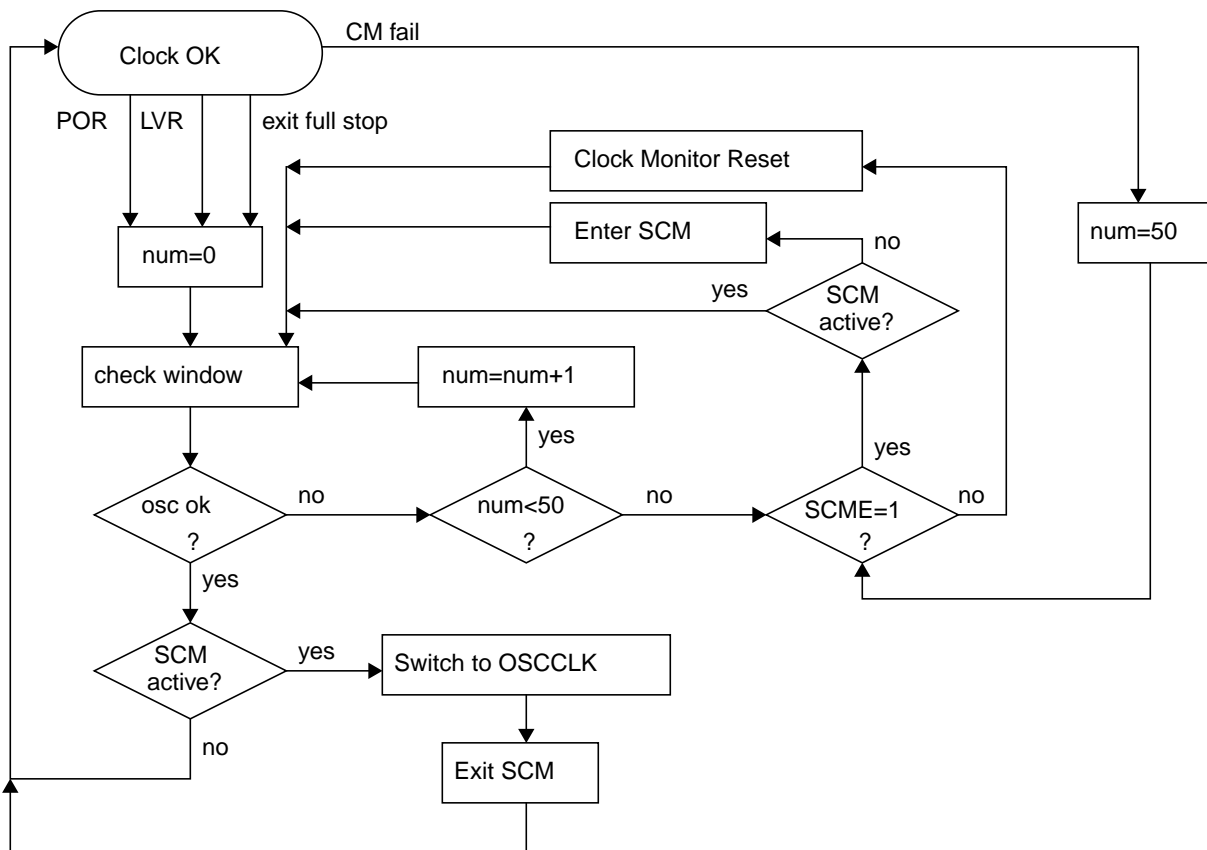 CM fail
Clock OK
POR
LVR
exit full stop
Clock Monitor Reset
Enter SCM
no
num=50
num=0
yes
SCM
active?
check window
num=num+1
yes
yes
osc ok
?
no
num<50
?
no
SCME=1
?
no
yes
SCM
active?
yes
Switch to OSCCLK
no
Exit SCM